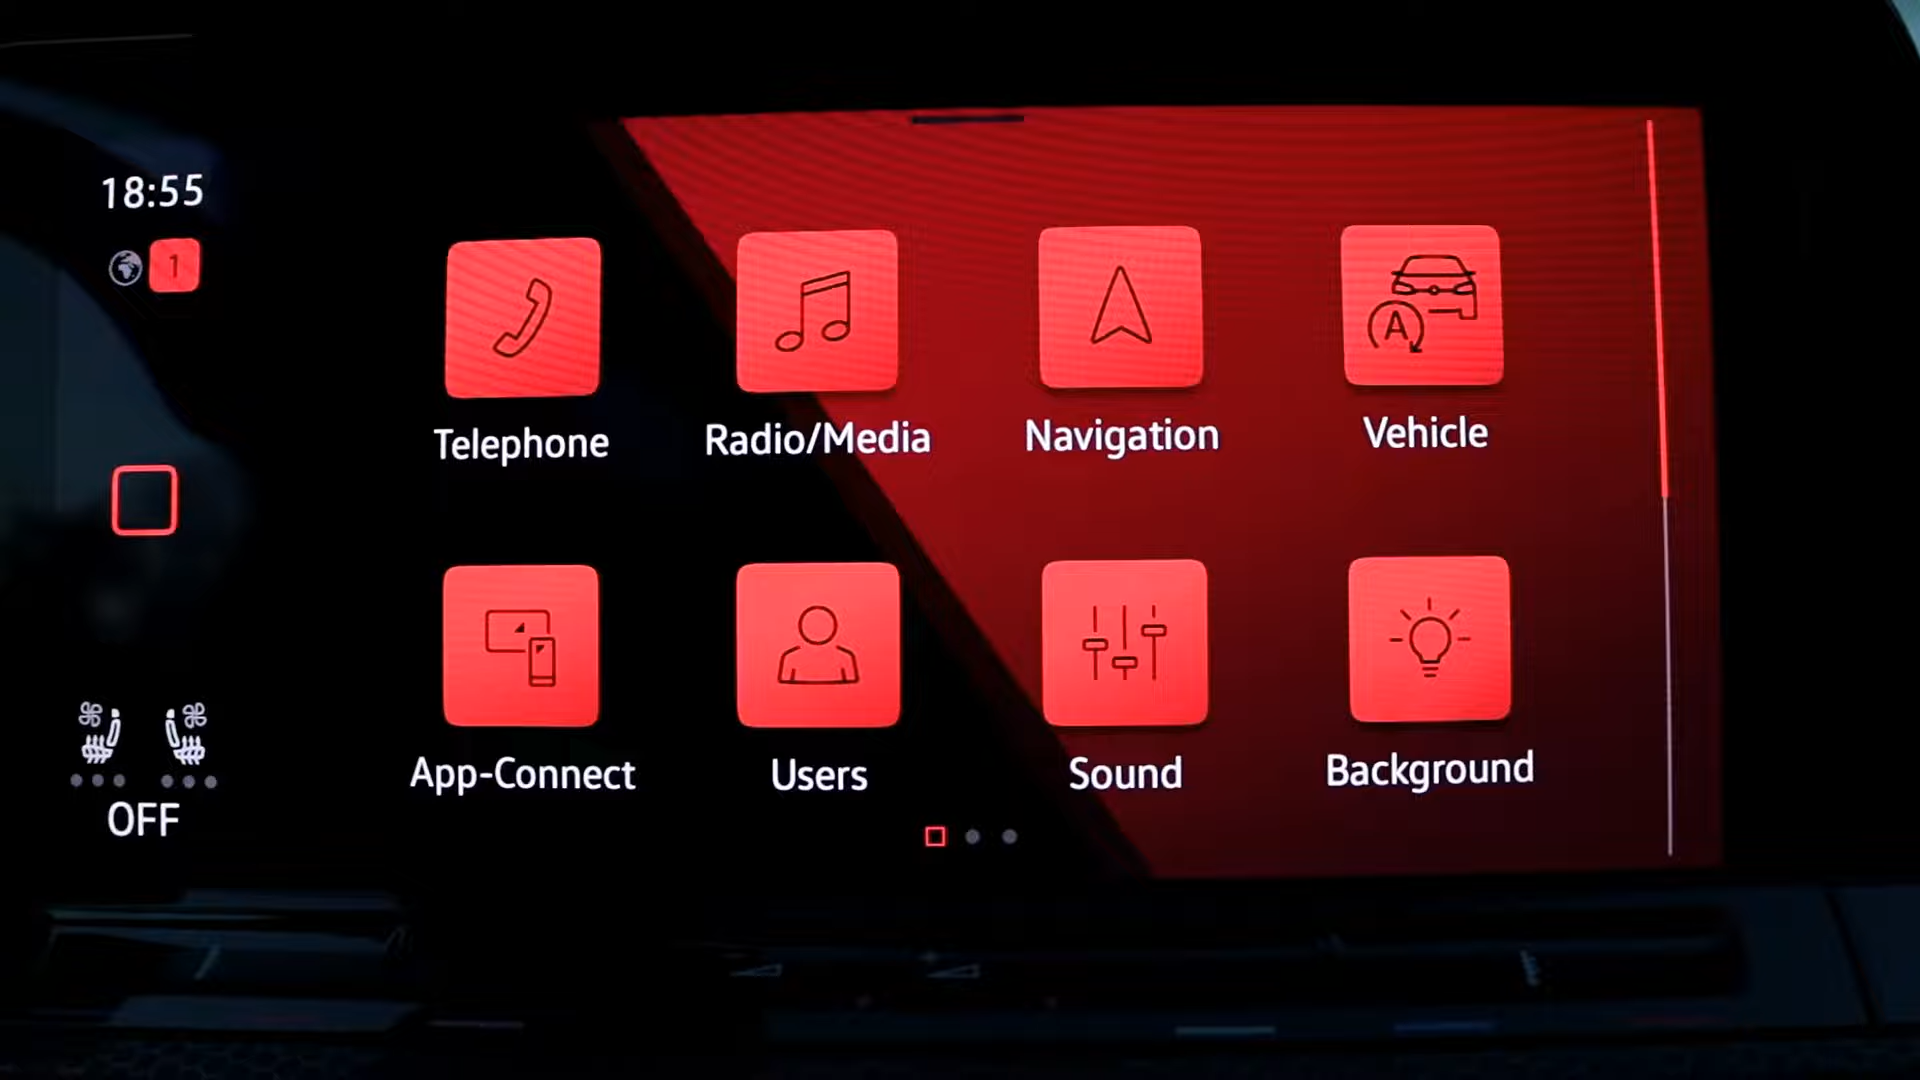 18:55
1
Telephone
Radio/Media
Navigation
A
Vehicle
App-Connect
Users
Sound
Background
OFF